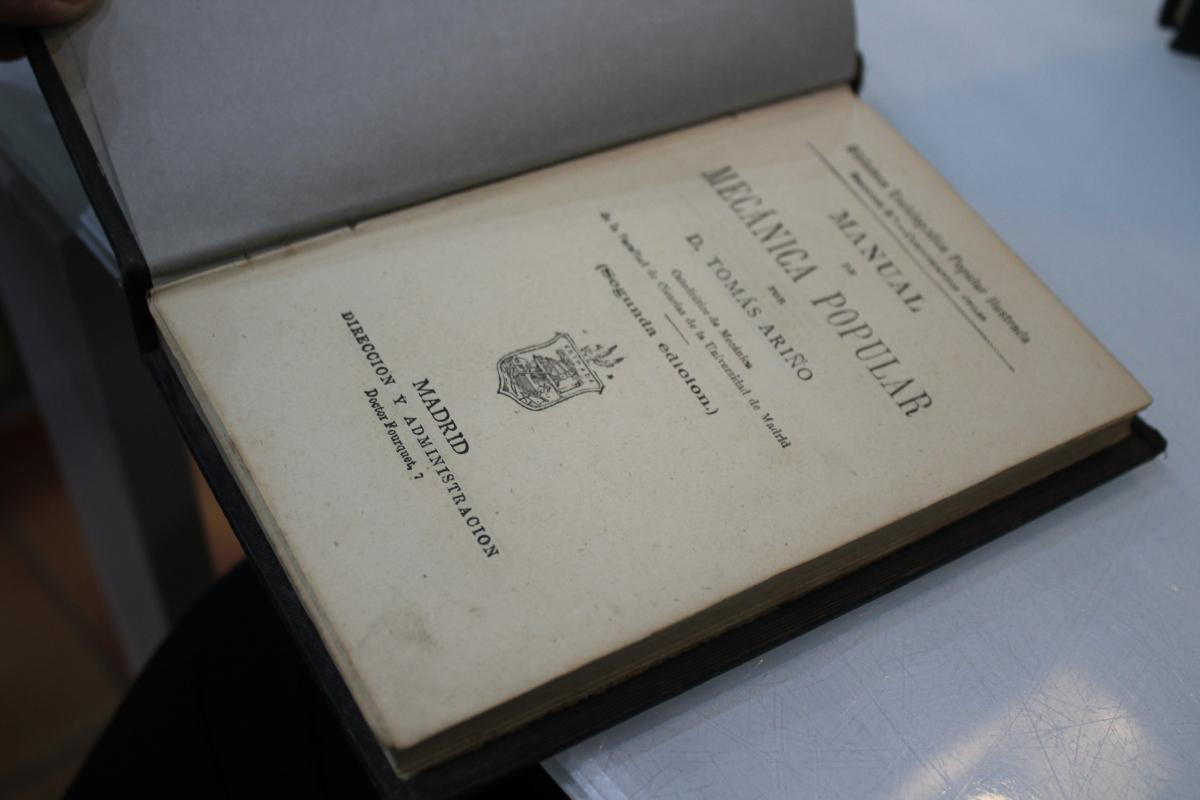 Biblioteca Enciclopédica Popular Ilustrada
MANUAL
DE
MECÁNICA POPULAR
POR
D. TOMÁS ARIÑO
Catedrático de Mecánica
de la Facultad de Ciencias de la Universidad de Madrid
(Segunda edicion.)
MADRID
DIRECCION Y ADMINISTRACION
Doctor Fourquet, 7